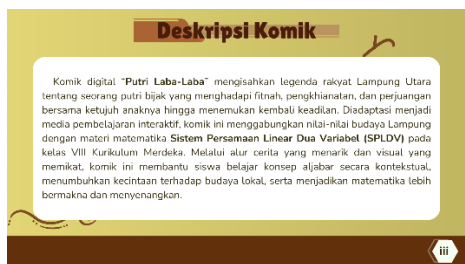 Deskripsi Komik
Komik digital "Putri Laba-Laba" mengisahkan legenda rakyat Lampung Utara
tentang seorang putri bijak yang menghadapi fitnah, pengkhianatan, dan perjuangan
bersama ketujuh anaknya hingga menemukan kembali keadilan. Diadaptasi menjadi
media pembelajaran interaktif, komik ini menggabungkan nilai-nilai budaya Lampung
dengan materi matematika Sistem Persamaan Linear Dua Variabel (SPLDV) pada
kelas VIII Kurikulum Merdeka. Melalui alur cerita yang menarik dan visual yang
memikat, komik ini membantu siswa belajar konsep aljabar secara kontekstual,
menumbuhkan kecintaan terhadap budaya lokal, serta menjadikan matematika lebih
bermakna dan menyenangkan.
iii